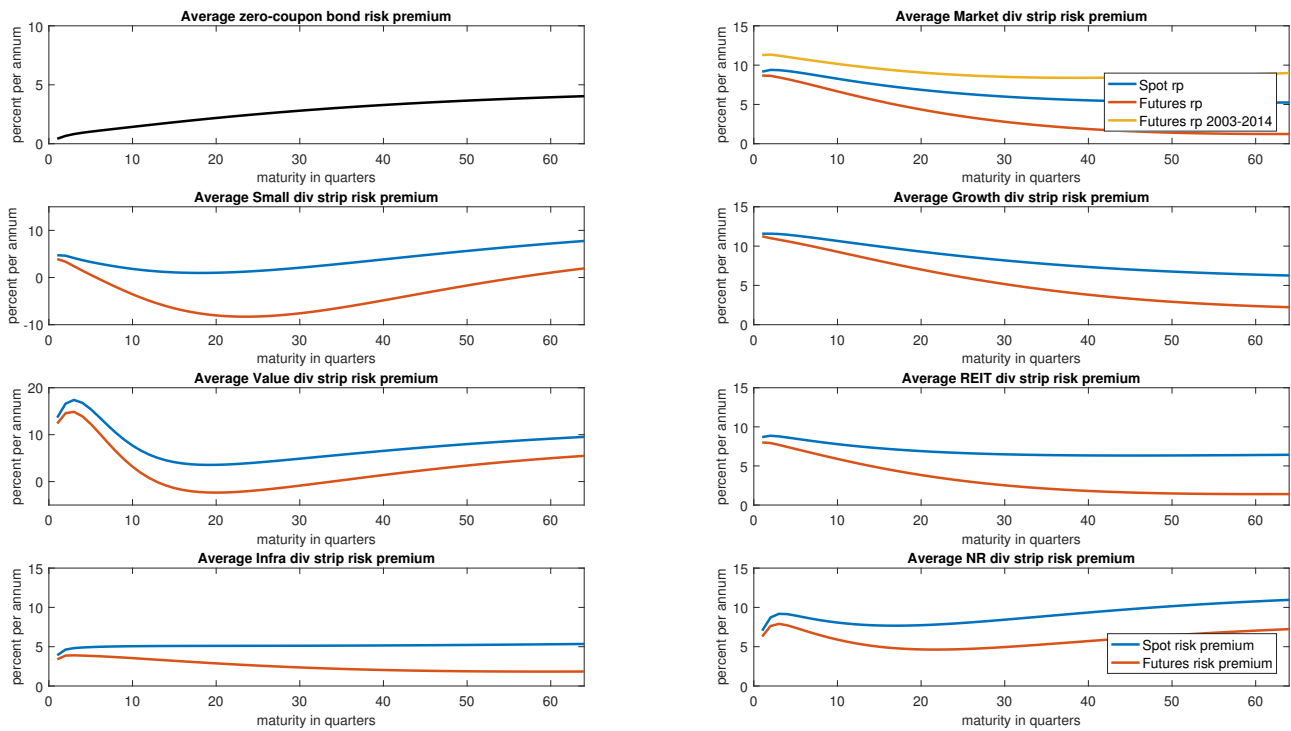 Average zero-coupon bond risk premium
percent per annum
10
5
0
0 10 20 30 40 50 60
maturity in quarters
Average Market div strip risk premium
percent per annum
15
10
5
0
Spot rp
Futures rp
Futures rp 2003-2014
0 10 20 30 40 50 60
maturity in quarters
Average Small div strip risk premium
percent per annum
10
0
-10
0 10 20 30 40 50 60
maturity in quarters
Average Growth div strip risk premium
percent per annum
15
10
5
0
0 10 20 30 40 50 60
maturity in quarters
Average Value div strip risk premium
percent per annum
20
10
0
0 10 20 30 40 50 60
maturity in quarters
Average REIT div strip risk premium
percent per annum
15
10
5
0
0 10 20 30 40 50 60
maturity in quarters
Average Infra div strip risk premium
percent per annum
15
10
5
0
0 10 20 30 40 50 60
maturity in quarters
Average NR div strip risk premium
percent per annum
15
10
5
0
Spot risk premium
Futures risk premium
0 10 20 30 40 50 60
maturity in quarters